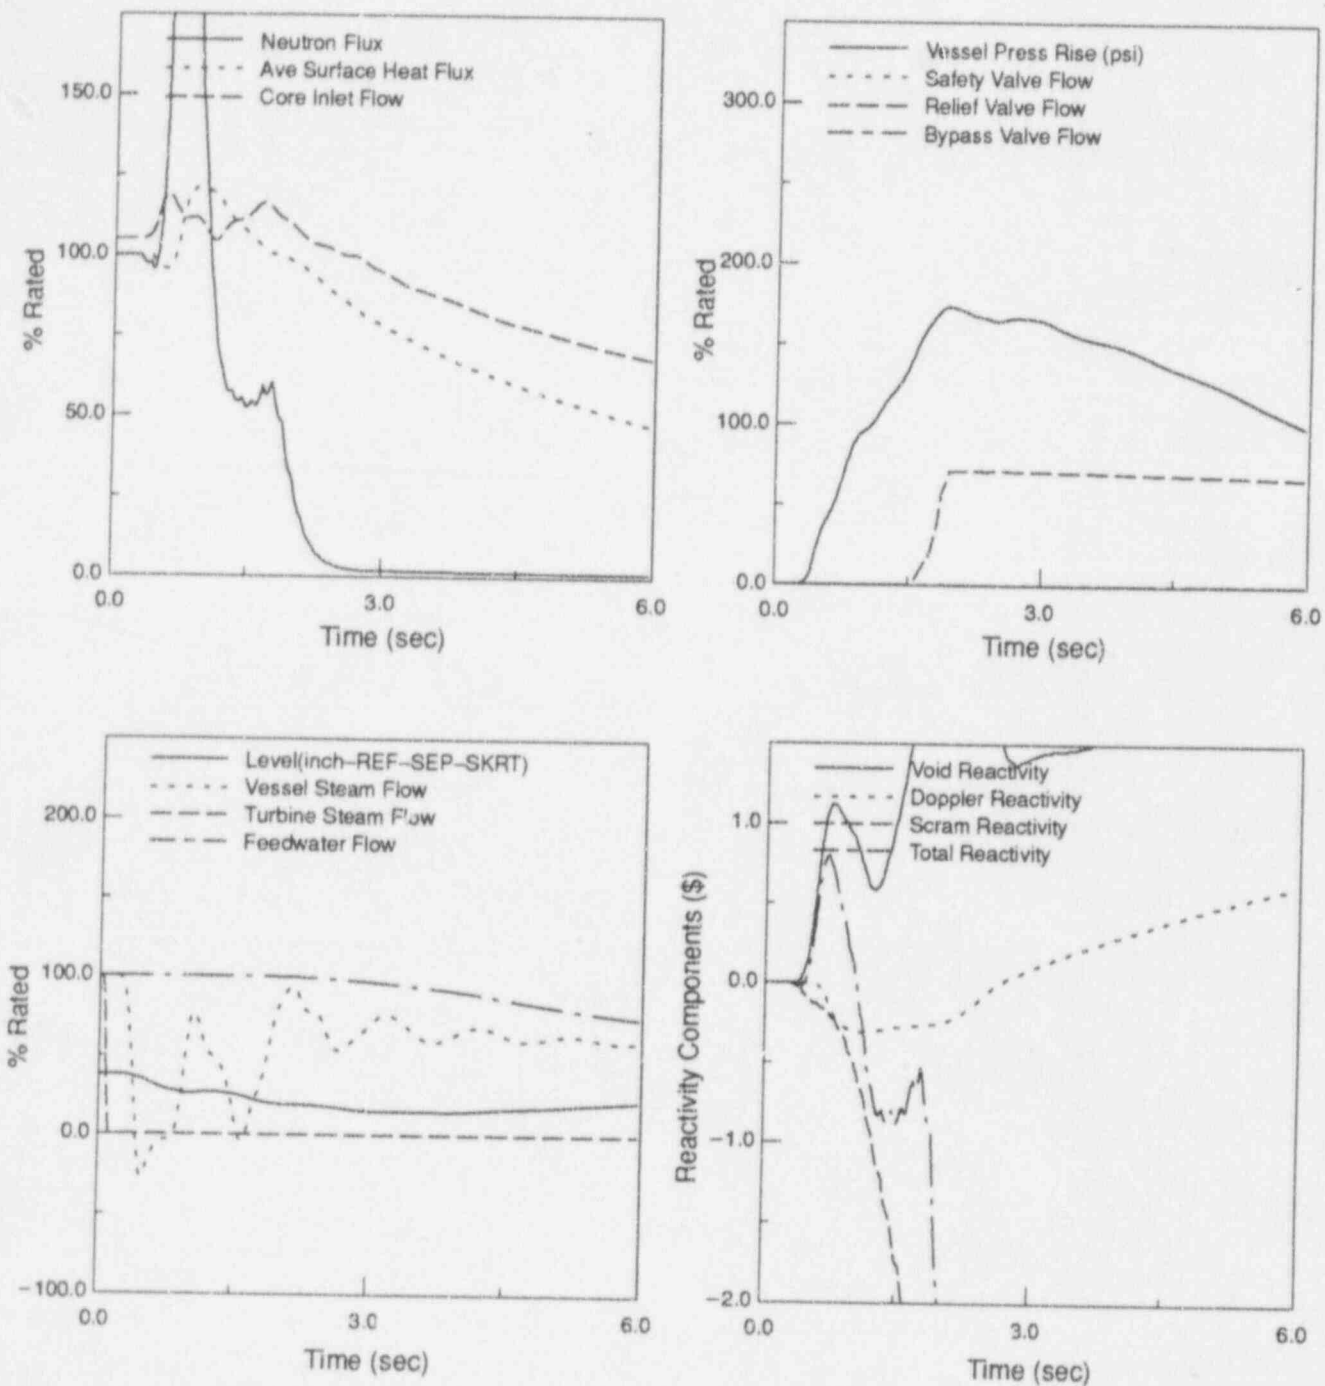 Neutron Flux
Ave Surface Heat Flux
Core Inlet Flow
150.0
100.0
50.0
0.0
% Rated
0.0
3.0
6.0
Time (sec)
Vessel Press Rise (psi)
Safety Valve Flow
Relief Valve Flow
Bypass Valve Flow
300.0
200.0
100.0
0.0
% Rated
0.0
3.0
6.0
Time (sec)
Level(inch-REF-SEP-SKRT)
Vessel Steam Flow
Turbine Steam Flow
Feedwater Flow
200.0
100.0
0.0
-100.0
% Rated
0.0
3.0
6.0
Time (sec)
Void Reactivity
Doppler Reactivity
Scram Reactivity
Total Reactivity
1.0
0.0
-1.0
-2.0
Reactivity Components ($)
0.0
3.0
6.0
Time (sec)